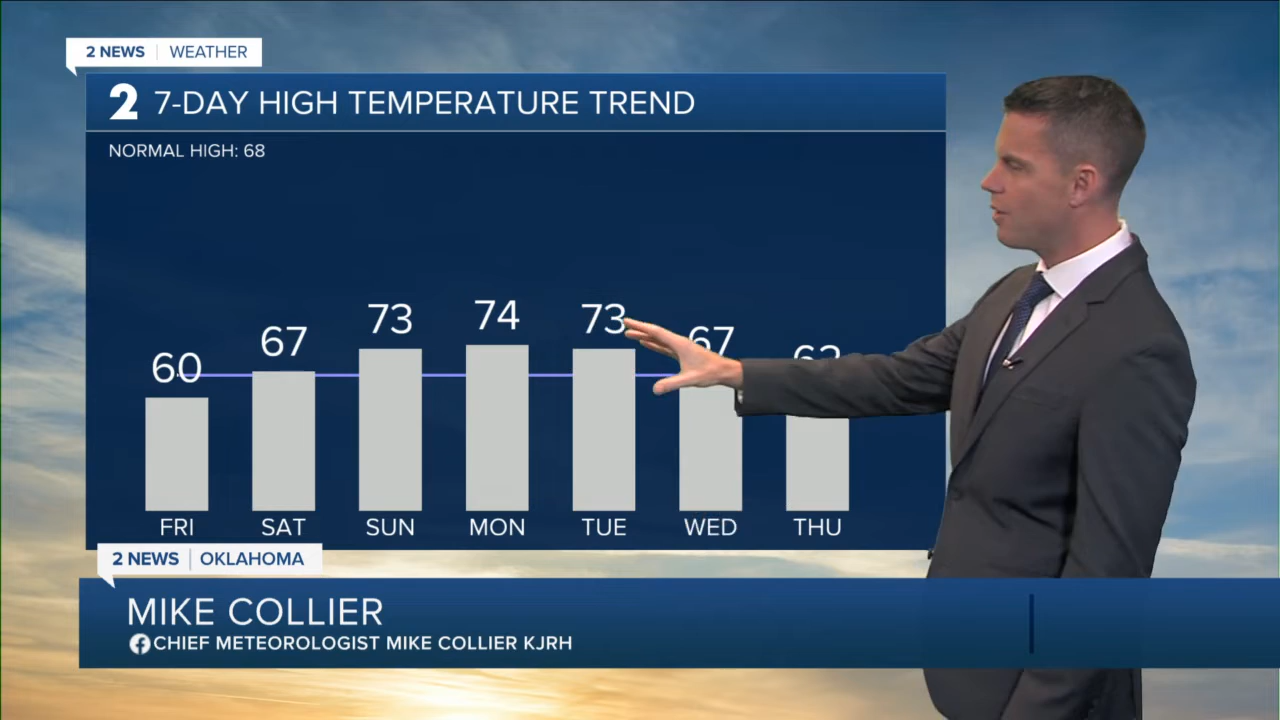 2 NEWS WEATHER
2 7-DAY HIGH TEMPERATURE TREND
NORMAL HIGH: 68
60 67 73 74 73 67
FRI SAT SUN MON TUE WED THU
2 NEWS OKLAHOMA
MIKE COLLIER
CHIEF METEOROLOGIST MIKE COLLIER KJRH